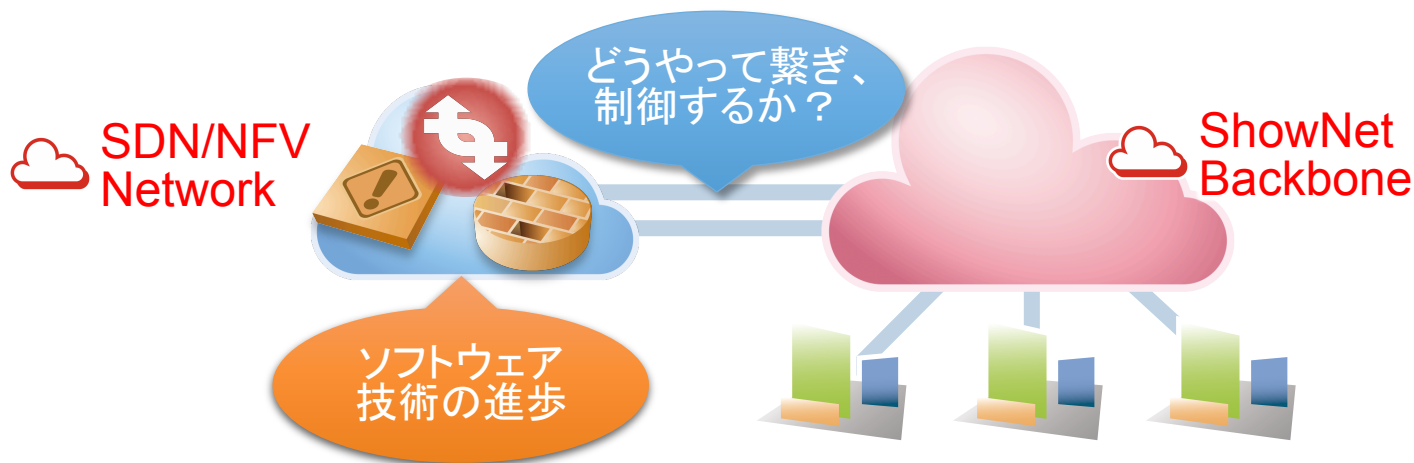 どうやって繋ぎ、
制御するか？
SDN/NFV
Network
ShowNet
Backbone
ソフトウェア
技術の進歩